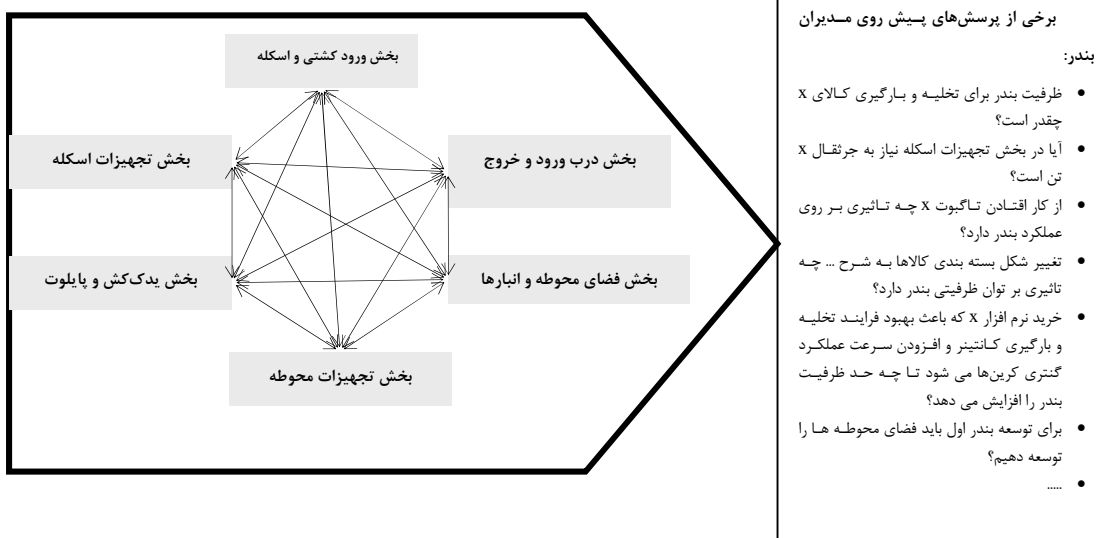 برخی از پرسش‌های پیش روی مدیران
بندر:
• ظرفیت بندر برای تخلیه و بارگیری کالای x
چقدر است؟
• آیا در بخش تجهیزات اسکله نیاز به جرثقال x
تن است؟
• از کار اقتادن تاگبوت x چه تاثیری بر روی
عملکرد بندر دارد؟
• تغییر شکل بسته بندی کالاها به شرح ... چه
تاثیری بر توان ظرفیتی بندر دارد؟
• خرید نرم افزار x که باعث بهبود فرایند تخلیه
و بارگیری کانتینر و افزودن سرعت عملکرد
گنتری کرین‌ها می شود تا چه حد ظرفیت
بندر را افزایش می دهد؟
• برای توسعه بندر اول باید فضای محوطه ها را
توسعه دهیم؟
• .....
بخش ورود کشتی و اسکله
بخش درب ورود و خروج
بخش تجهیزات اسکله
بخش فضای محوطه و انبارها
بخش یدک‌کش و پایلوت
بخش تجهیزات محوطه